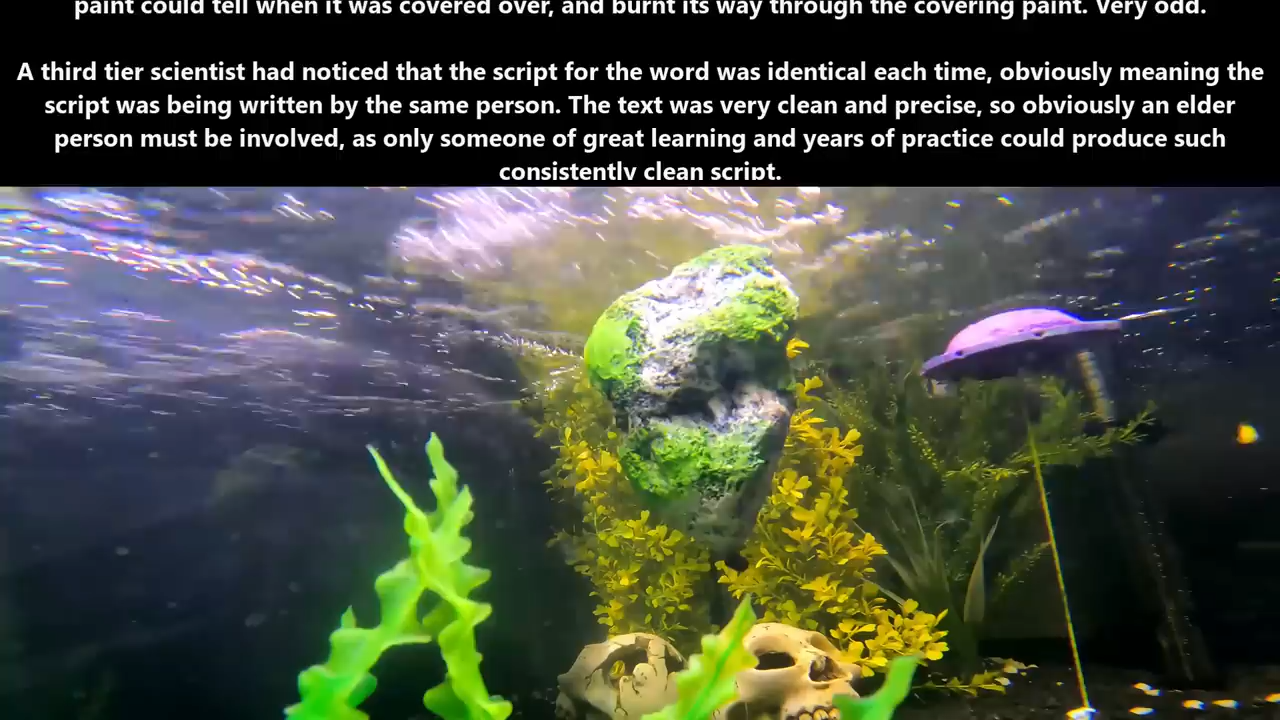 paint could tell when it was covered over, and burnt its way through the covering paint. Very odd.
A third tier scientist had noticed that the script for the word was identical each time, obviously meaning the
script was being written by the same person. The text was very clean and precise, so obviously an elder
person must be involved, as only someone of great learning and years of practice could produce such
consistently clean script.